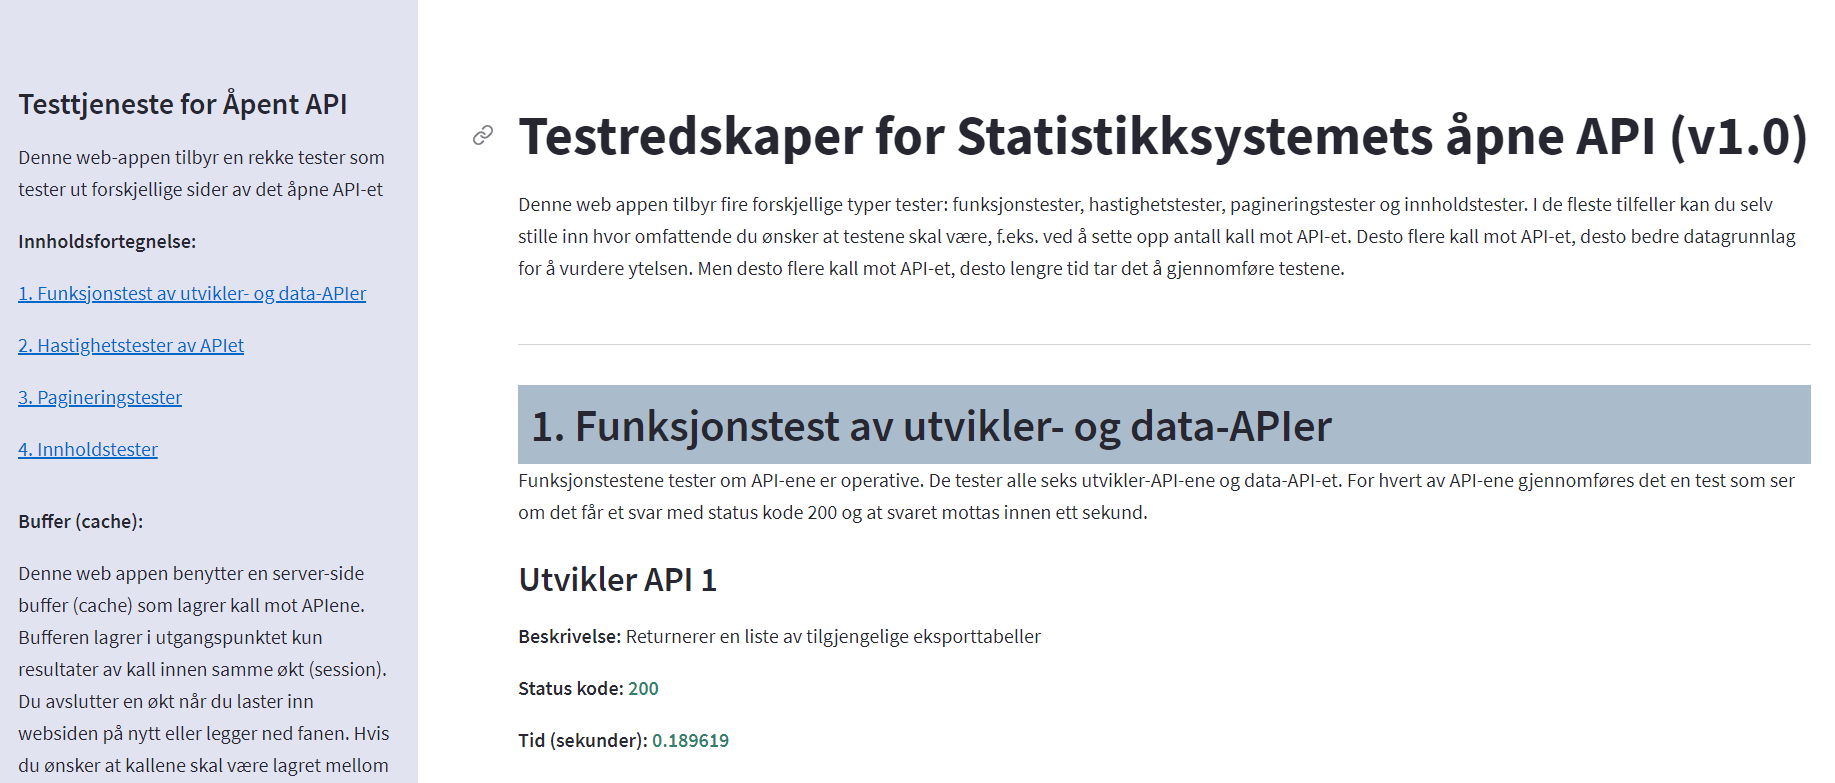 Testtjeneste for Åpent API
Denne web-appen tilbyr en rekke tester som
tester ut forskjellige sider av det åpne API-et
Innholdsfortegnelse:
1. Funksjonstest av utvikler- og data-APIer
2. Hastighetstester av APIet
3. Pagineringstester
4. Innholdstester
Buffer (cache):
Denne web appen benytter en server-side
buffer (cache) som lagrer kall mot APIene.
Bufferen lagrer i utgangspunktet kun
resultater av kall innen samme økt (session).
Du avslutter en økt når du laster inn
websiden på nytt eller legger ned fanen. Hvis
du ønsker at kallene skal være lagret mellom
Testredskaper for Statistikksystemets åpne API (v1.0)
Denne web appen tilbyr fire forskjellige typer tester: funksjonstester, hastighetstester, pagineringstester og innholdstester. I de fleste tilfeller kan du selv
stille inn hvor omfattende du ønsker at testene skal være, f.eks. ved å sette opp antall kall mot API-et. Desto flere kall mot API-et, desto bedre datagrunnlag
for å vurdere ytelsen. Men desto flere kall mot API-et, desto lengre tid tar det å gjennomføre testene.
1. Funksjonstest av utvikler- og data-APIer
Funksjonstestene tester om API-ene er operative. De tester alle seks utvikler-API-ene og data-API-et. For hvert av API-ene gjennomføres det en test som ser
om det får et svar med status kode 200 og at svaret mottas innen ett sekund.
Utvikler API 1
Beskrivelse: Returnerer en liste av tilgjengelige eksporttabeller
Status kode: 200
Tid (sekunder): 0.189619